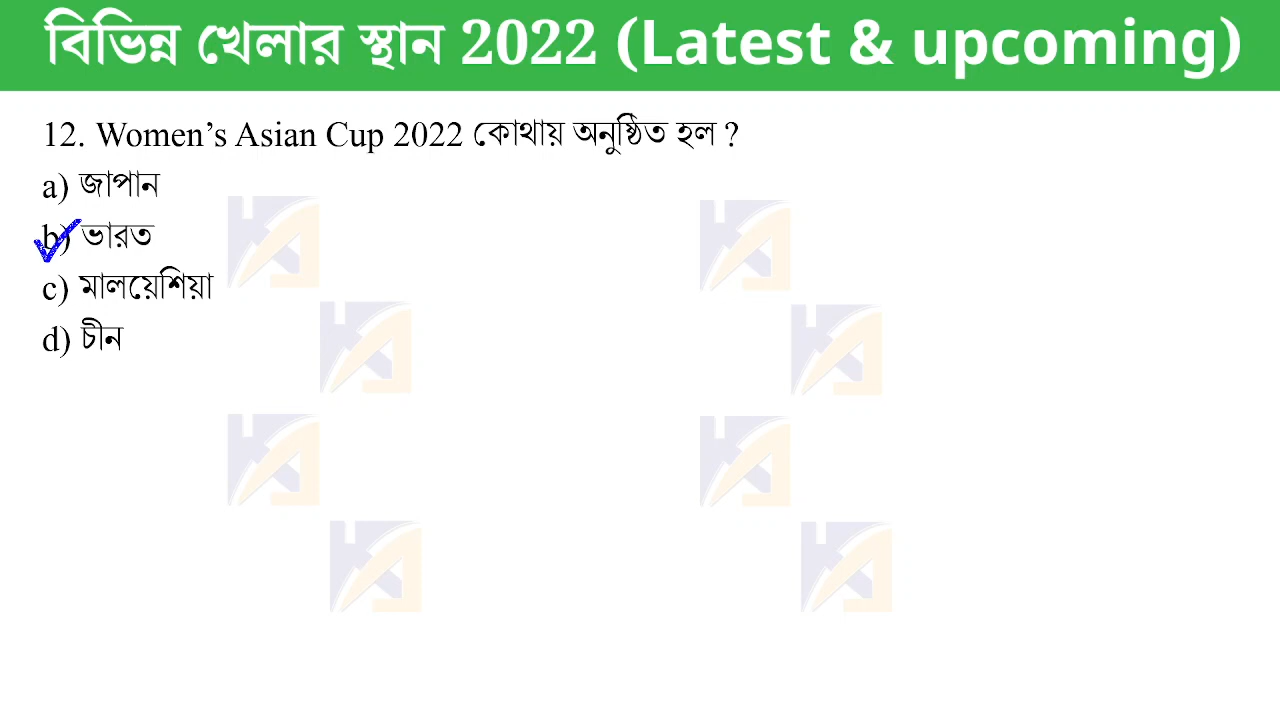 বিভিন্ন খেলার স্থান 2022 (Latest & upcoming)
12. Women’s Asian Cup 2022 কোথায় অনুষ্ঠিত হল ?
a) জাপান
b) ভারত
c) মালয়েশিয়া
d) চীন